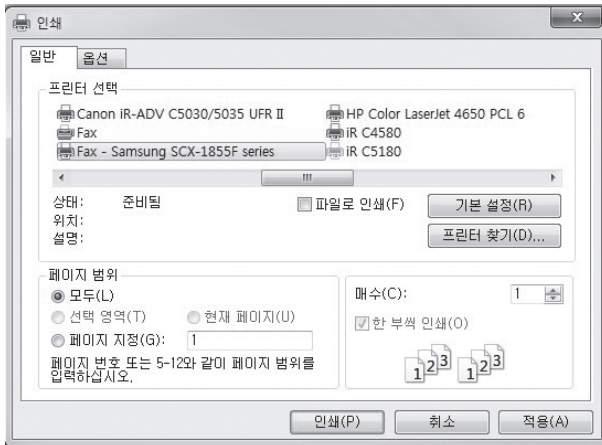 인쇄
일반 옵션
프린터 선택
Canon iR-ADV C5030/5035 UFR II HP Color LaserJet 4650 PCL 6
Fax iR C4580
Fax - Samsung SCX-1855F series iR C5180
상태: 준비됨 파일로 인쇄(F) 기본 설정(R)
위치:
설명: 프린터 찾기(D)...
페이지 범위
모두(L)
선택 영역(T) 현재 페이지(U)
페이지 지정(G): 1
페이지 번호 또는 5-12와 같이 페이지 범위를
입력하십시오.
매수(C): 1
한 부씩 인쇄(O)
1 2 3 1 2 3
인쇄(P) 취소 적용(A)